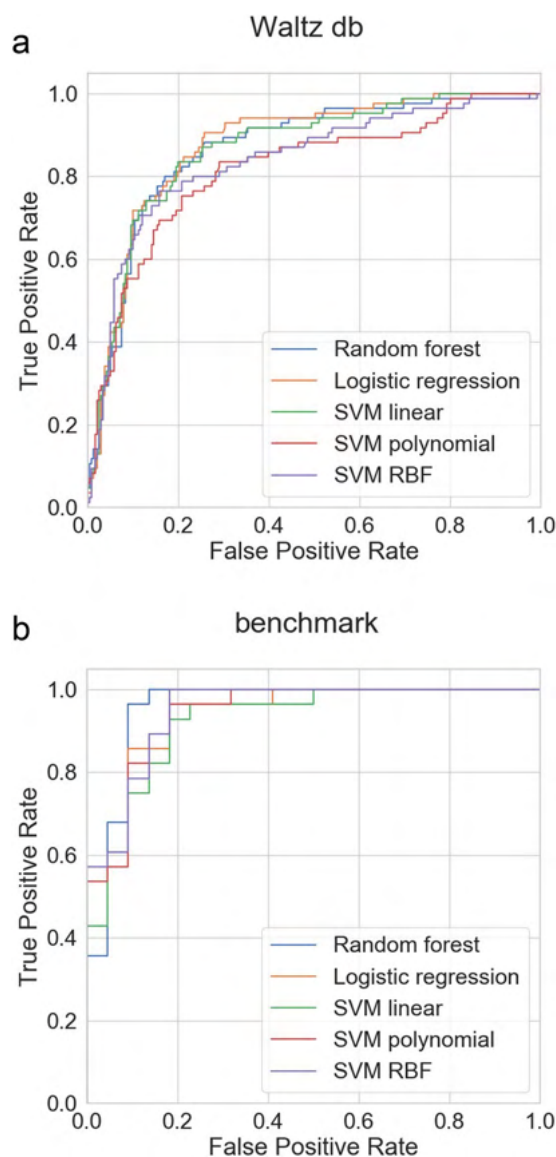 a
Waltz db
1.0
0.8
0.6
0.4
0.2
0.0
True Positive Rate
Random forest
Logistic regression
SVM linear
SVM polynomial
SVM RBF
0.0 0.2 0.4 0.6 0.8 1.0
False Positive Rate
b
benchmark
1.0
0.8
0.6
0.4
0.2
0.0
True Positive Rate
Random forest
Logistic regression
SVM linear
SVM polynomial
SVM RBF
0.0 0.2 0.4 0.6 0.8 1.0
False Positive Rate